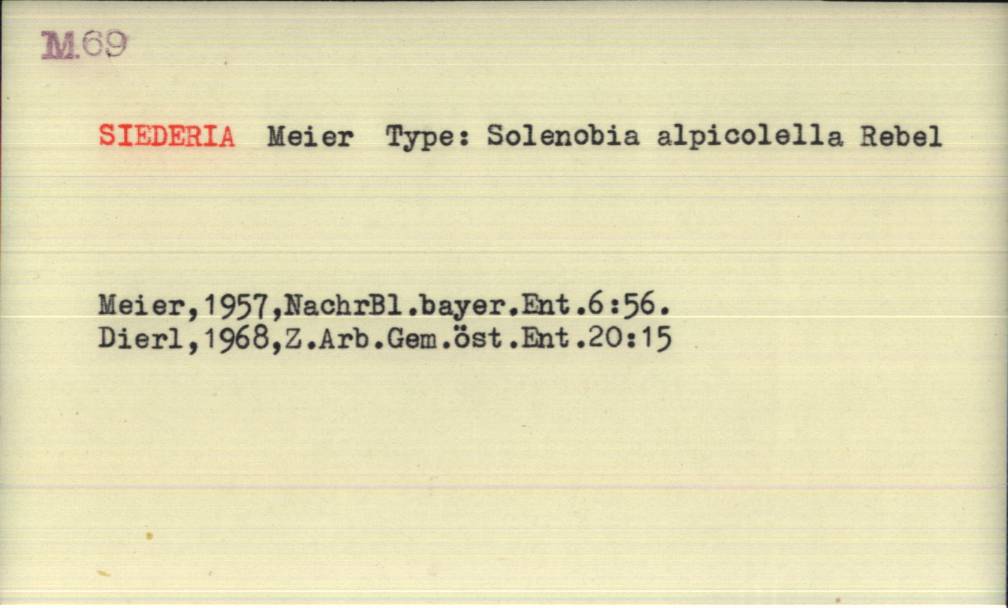 M.69
SIEDERIA Meier Type: Solenobia alpicolella Rebel
Meier,1957,NachrBl.bayer.Ent.6:56.
Dierl,1968,Z.Arb.Gem.öst.Ent.20:15